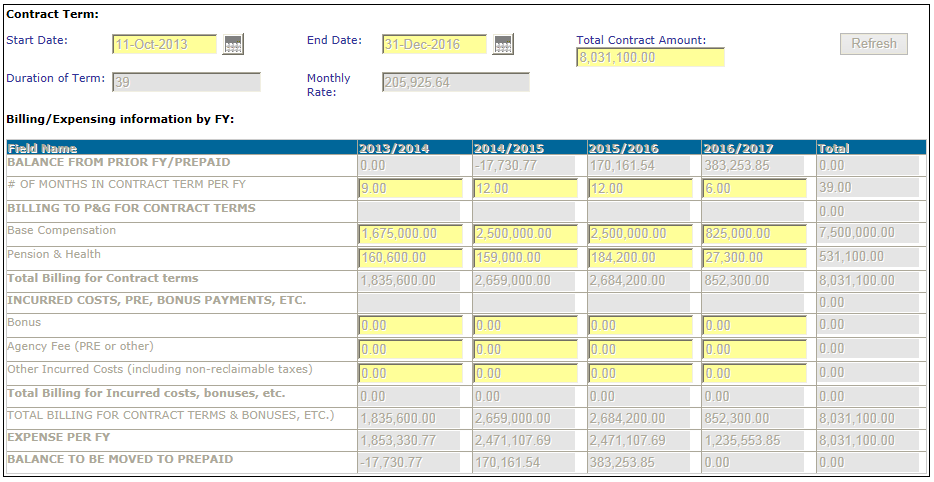 Contract Term:
Start Date: 11-Oct-2013 End Date: 31-Dec-2016 Total Contract Amount: 8,031,100.00 Refresh
Duration of Term: 39 Monthly Rate: 205,925.64
Billing/Expensing information by FY:
Field Name 2013/2014 2014/2015 2015/2016 2016/2017 Total
BALANCE FROM PRIOR FY/PREPAID 0.00 -17,730.77 170,161.54 383,253.85 0.00
# OF MONTHS IN CONTRACT TERM PER FY 9.00 12.00 12.00 6.00 39.00
BILLING TO P&G FOR CONTRACT TERMS 0.00
Base Compensation 1,675,000.00 2,500,000.00 2,500,000.00 825,000.00 7,500,000.00
Pension & Health 160,600.00 159,000.00 184,200.00 27,300.00 531,100.00
Total Billing for Contract terms 1,835,600.00 2,659,000.00 2,684,200.00 852,300.00 8,031,100.00
INCURRED COSTS, PRE, BONUS PAYMENTS, ETC. 0.00
Bonus 0.00 0.00 0.00 0.00 0.00
Agency Fee (PRE or other) 0.00 0.00 0.00 0.00 0.00
Other Incurred Costs (including non-reclaimable taxes) 0.00 0.00 0.00 0.00 0.00
Total Billing for Incurred costs, bonuses, etc. 0.00 0.00 0.00 0.00 0.00
TOTAL BILLING FOR CONTRACT TERMS & BONUSES, ETC.) 1,835,600.00 2,659,000.00 2,684,200.00 852,300.00 8,031,100.00
EXPENSE PER FY 1,853,330.77 2,471,107.69 2,471,107.69 1,235,553.85 8,031,100.00
BALANCE TO BE MOVED TO PREPAID -17,730.77 170,161.54 383,253.85 0.00 0.00